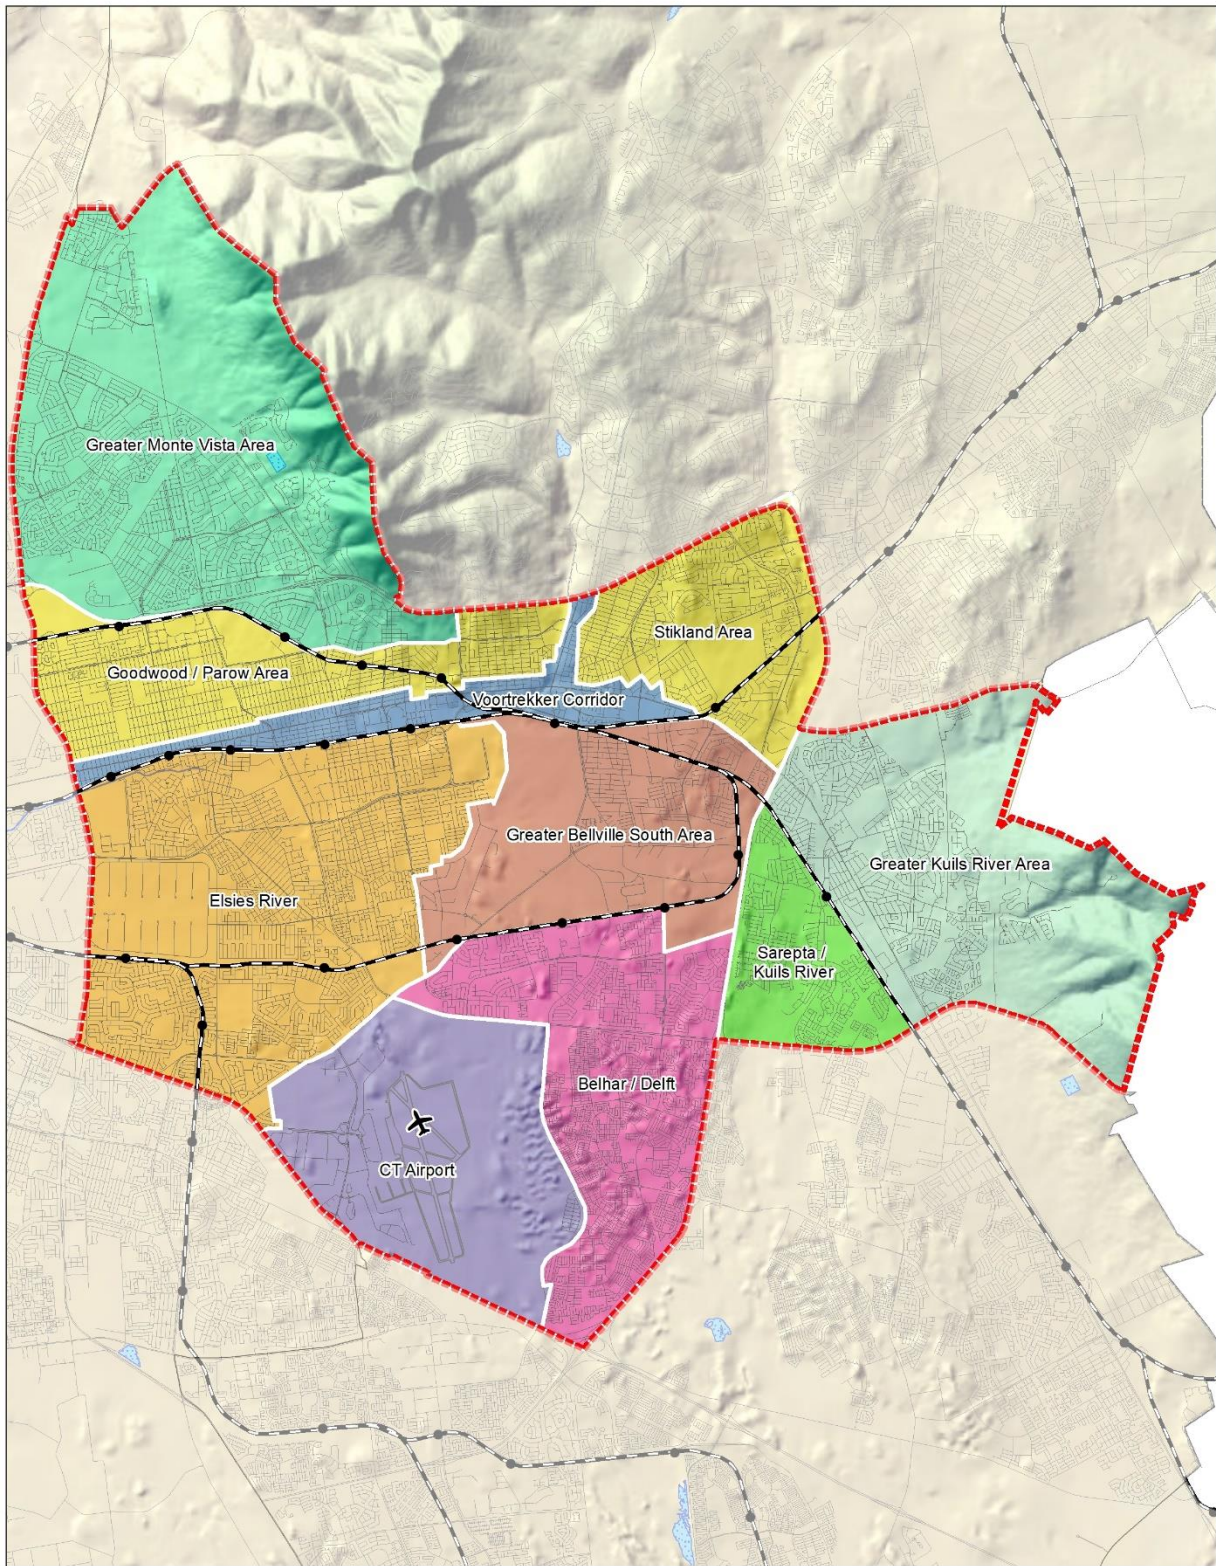 Greater Monte Vista Area
Stikland Area
Goodwood / Parow Area
Voortrekker Corridor
Greater Bellville South Area
Greater Kuils River Area
Elsies River
Sarepta /
Kuils River
Belhar / Delft
CT Airport